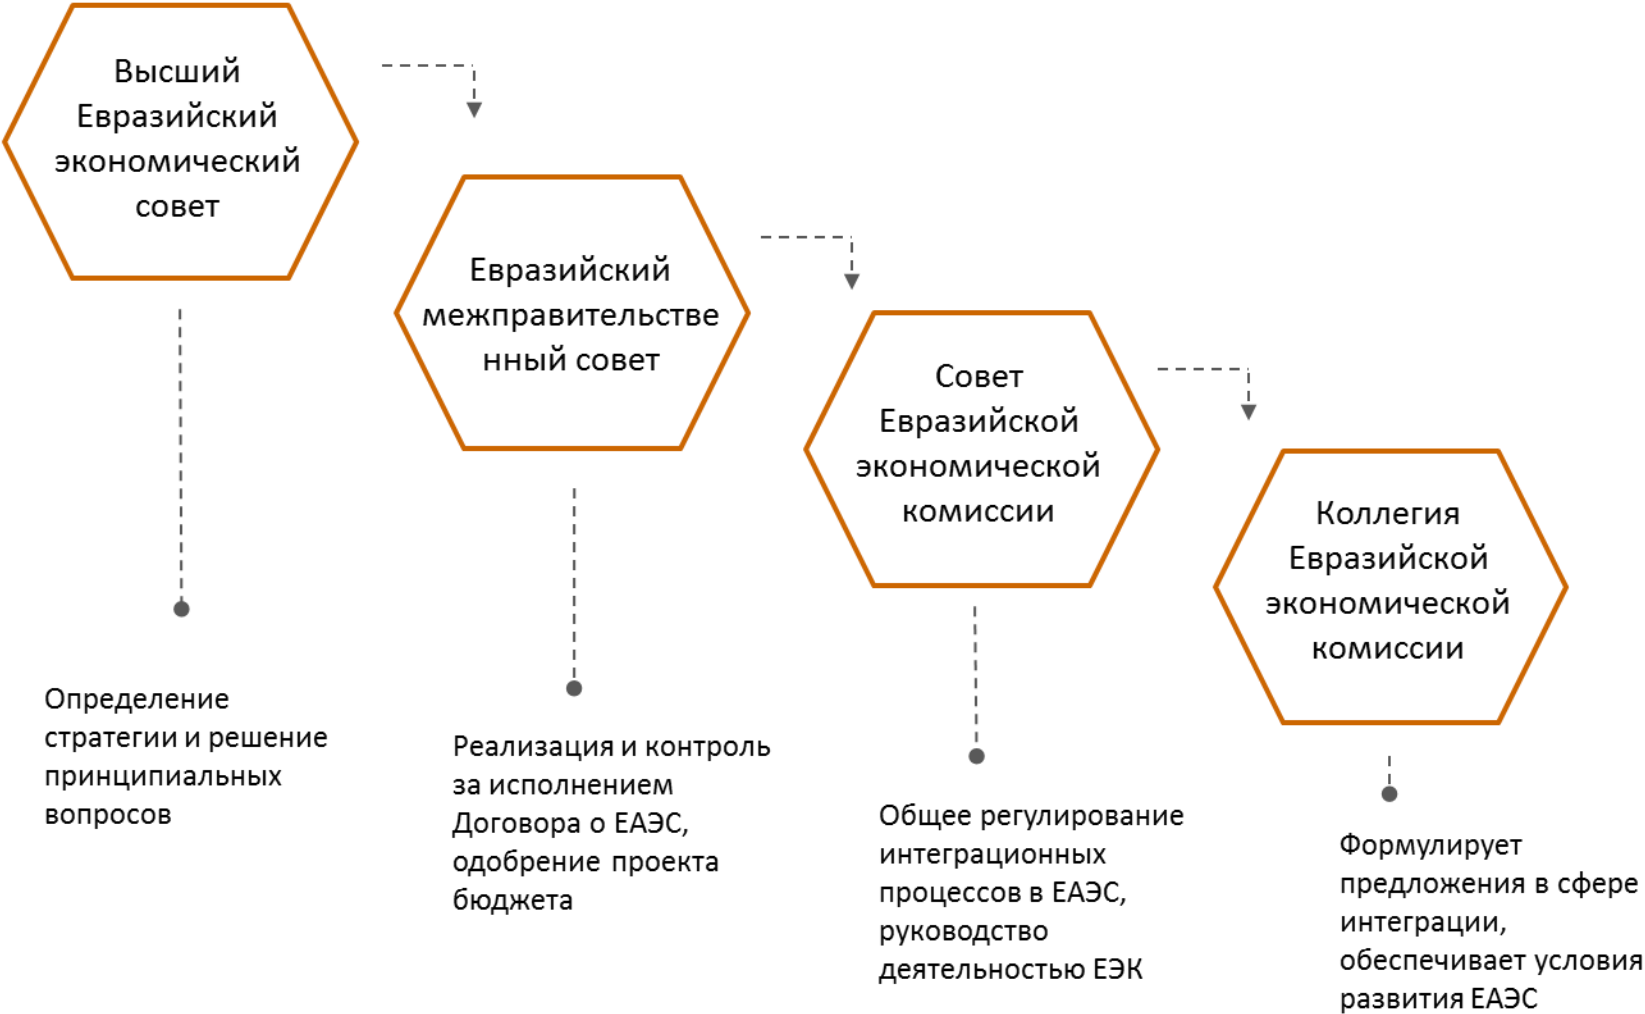 Высший
Евразийский
экономический
совет
Евразийский
межправительстве
нный совет
Совет
Евразийской
экономической
комиссии
Коллегия
Евразийской
экономической
комиссии
Определение
стратегии и решение
принципиальных
вопросов
Реализация и контроль
за исполнением
Договора о ЕАЭС,
одобрение проекта
бюджета
Общее регулирование
интеграционных
процессов в ЕАЭС,
руководство
деятельностью ЕЭК
Формулирует
предложения в сфере
интеграции,
обеспечивает условия
развития ЕАЭС